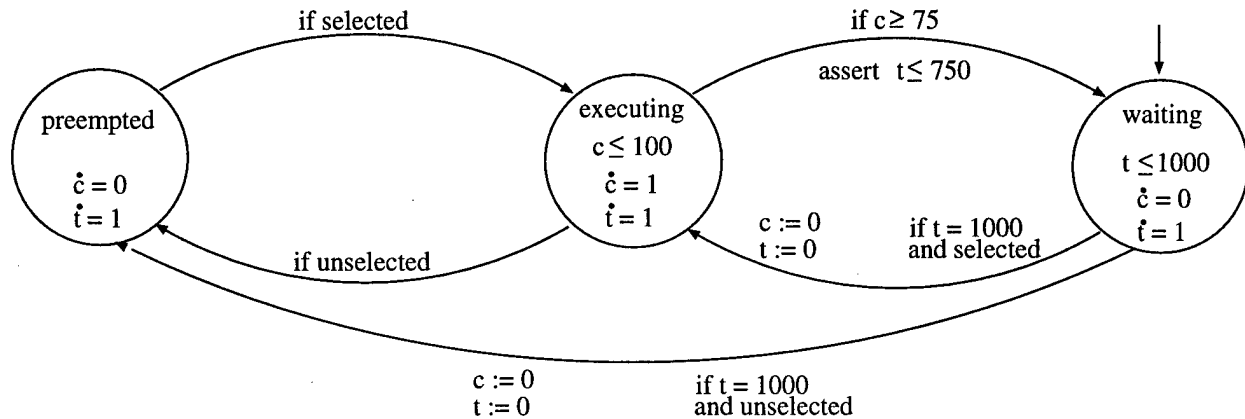 if selected
if c ≥ 75
assert t ≤ 750
preempted
ċ = 0
ṫ = 1
executing
c ≤ 100
ċ = 1
ṫ = 1
waiting
t ≤ 1000
ċ = 0
ṫ = 1
if unselected
c := 0
t := 0
if t = 1000
and selected
c := 0
t := 0
if t = 1000
and unselected